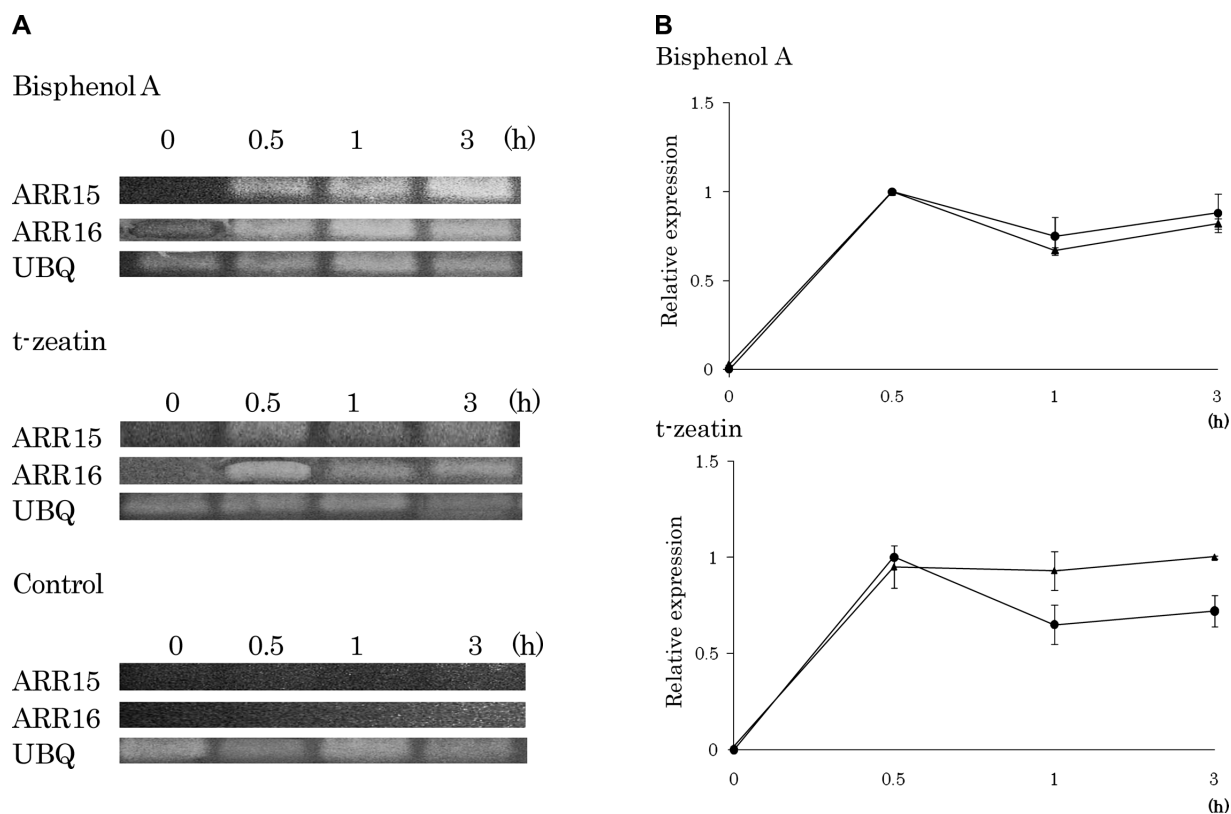 A
Bisphenol A
0 0.5 1 3 (h)
ARR15
ARR16
UBQ
t-zeatin
0 0.5 1 3 (h)
ARR15
ARR16
UBQ
Control
0 0.5 1 3 (h)
ARR15
ARR16
UBQ
B
Bisphenol A
Relative expression
1.5
1
0.5
0
0 0.5 1 3
(h)
t-zeatin
Relative expression
1.5
1
0.5
0
0 0.5 1 3
(h)